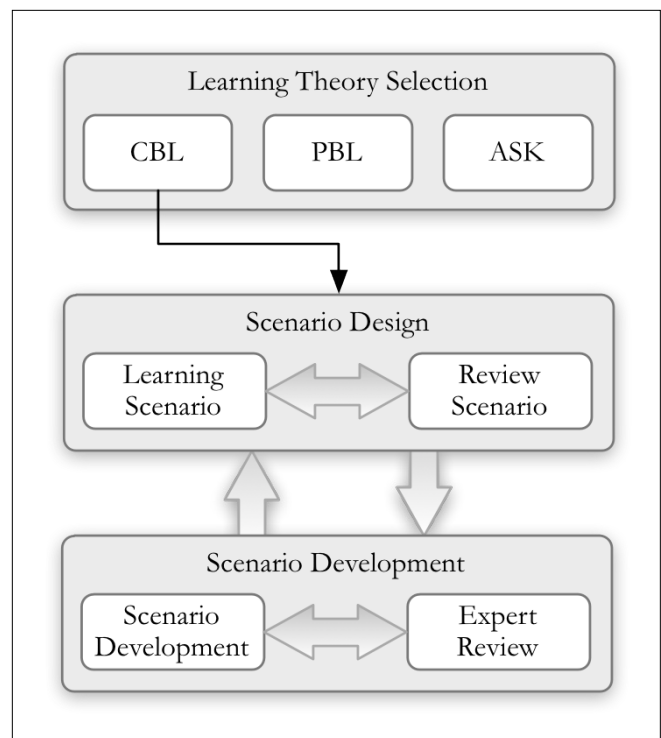 Learning Theory Selection
CBL
PBL
ASK
Scenario Design
Learning
Scenario
Review
Scenario
Scenario Development
Scenario
Development
Expert
Review